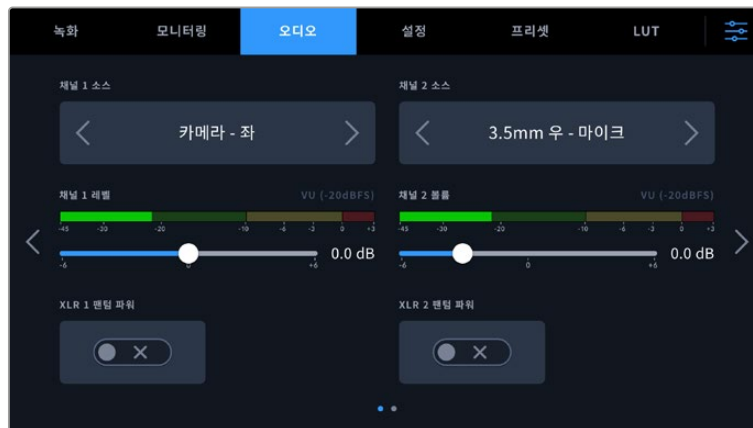 녹화 모니터링 오디오 설정 프리셋 LUT
채널 1 소스 채널 2 소스
카메라 - 좌 3.5mm 우 - 마이크
채널 1 레벨 VU (-20dBFS) 채널 2 볼륨 VU (-20dBFS)
-45 -30 -20 -10 -6 -3 0 +3 -45 -30 -20 -10 -6 -3 0 +3
0.0 dB 0.0 dB
-6 0 +6 -6 0 +6
XLR 1 팬텀 파워 XLR 2 팬텀 파워